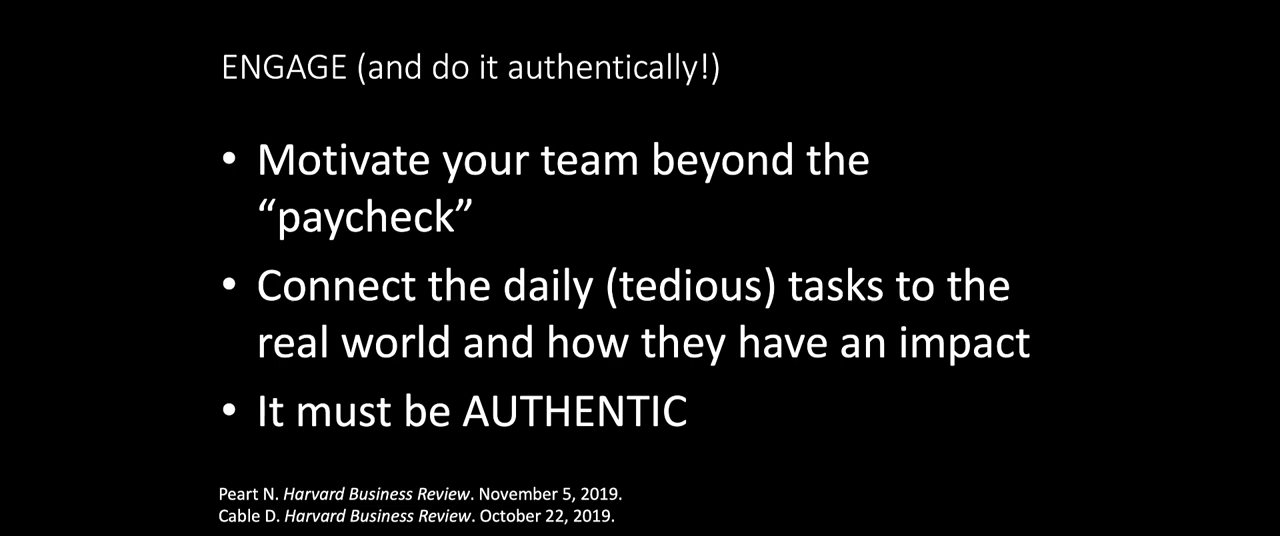 ENGAGE (and do it authentically!)
• Motivate your team beyond the
“paycheck”
• Connect the daily (tedious) tasks to the
real world and how they have an impact
• It must be AUTHENTIC
Peart N. Harvard Business Review. November 5, 2019.
Cable D. Harvard Business Review. October 22, 2019.